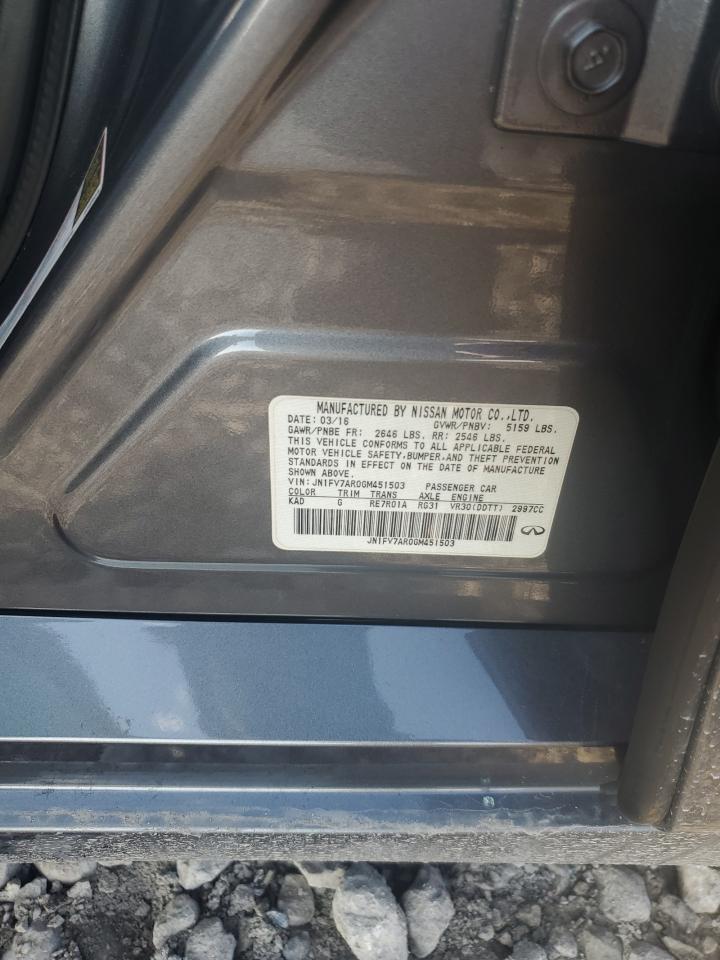 MANUFACTURED BY NISSAN MOTOR CO.,LTD.
DATE: 03/16 GVWR/PNBV: 5159 LBS.
GAWR/PNBE FR: 2646 LBS. RR: 2546 LBS.
THIS VEHICLE CONFORMS TO ALL APPLICABLE FEDERAL
MOTOR VEHICLE SAFETY,BUMPER,AND THEFT PREVENTION
STANDARDS IN EFFECT ON THE DATE OF MANUFACTURE
SHOWN ABOVE.
VIN: JN1FV7AR0GM451503 PASSENGER CAR
COLOR TRIM TRANS AXLE ENGINE
KAD G RE7R01A RG31 VR30(DDTT) 2997CC
JN1FV7AR0GM451503